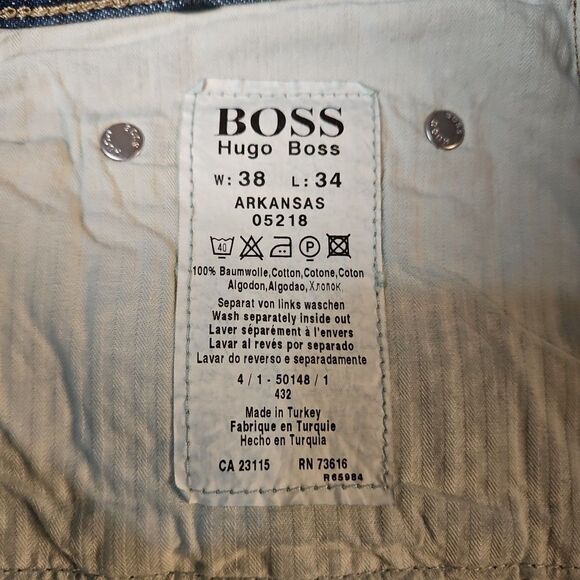 BOSS
Hugo Boss
W: 38 L: 34
ARKANSAS
05218
40 P
100% Baumwolle,Cotton,Cotone,Coton
Algodon,Algodao,Хлопок
Separat von links waschen
Wash separately inside out
Laver séparément à l'envers
Lavar al revés por separado
Lavar do reverso e separadamente
4 / 1 - 50148 / 1
432
Made in Turkey
Fabrique en Turquie
Hecho en Turquia
CA 23115 RN 73616
R65984